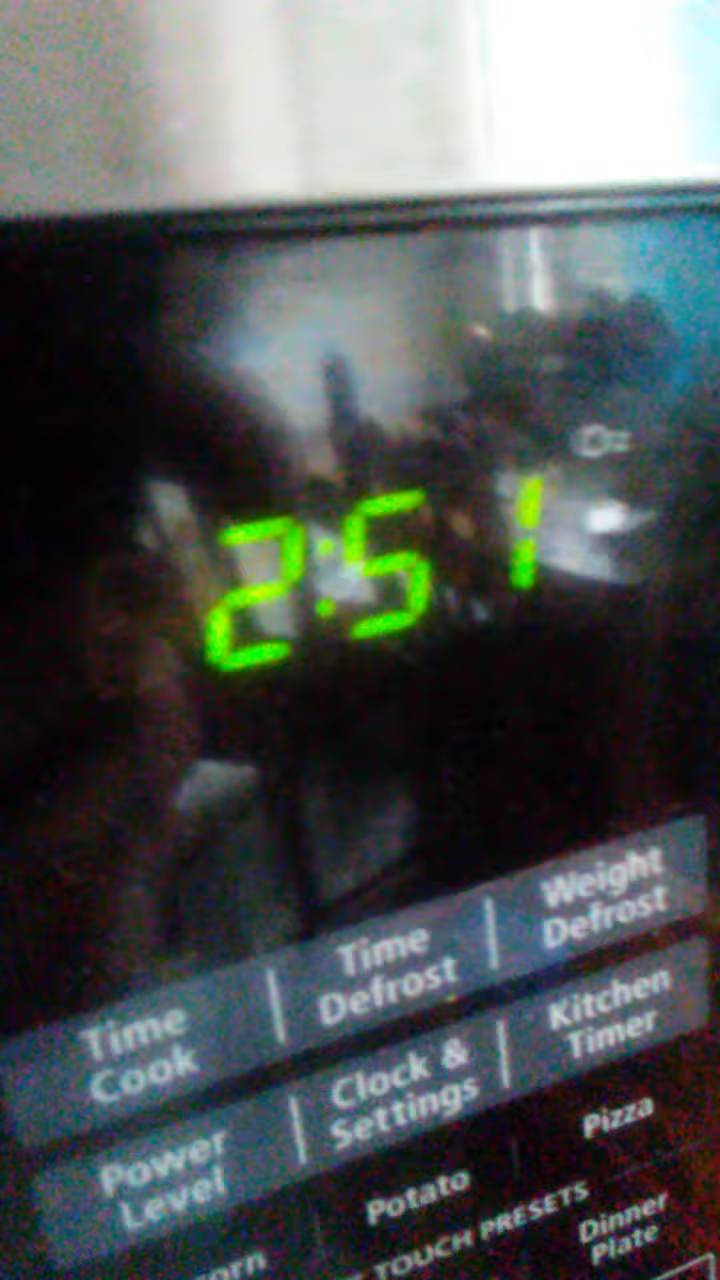 Oz
2:51
Time Cook
Time Defrost
Weight Defrost
Power Level
Clock & Settings
Kitchen Timer
Potato
Pizza
TOUCH PRESETS
Dinner Plate